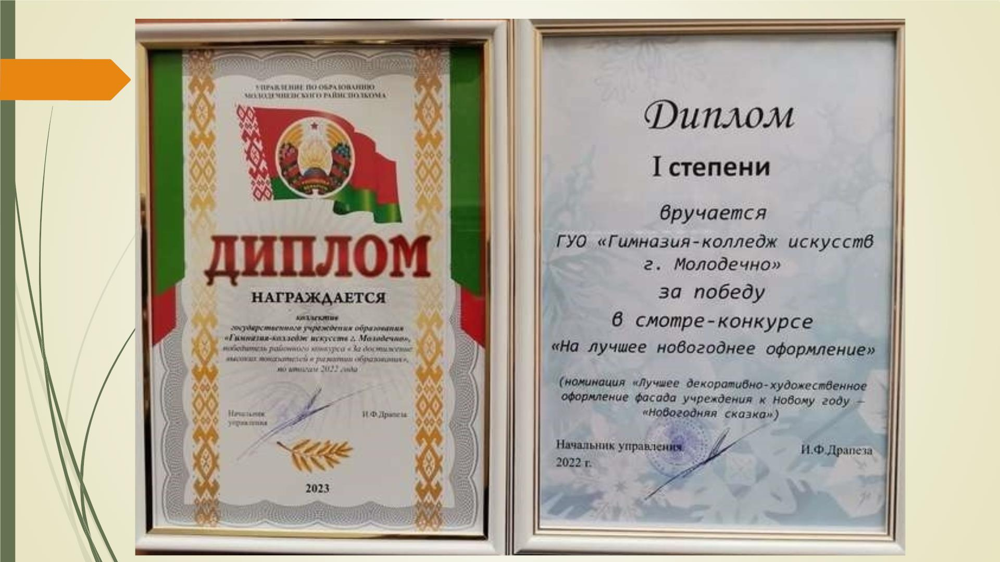 УПРАВЛЕНИЕ ПО ОБРАЗОВАНИЮ
МОЛОДЕЧНЕНСКОГО РАЙИСПОЛКОМА
ДИПЛОМ
НАГРАЖДАЕТСЯ
коллектив
государственного учреждения образования
«Гимназия-колледж искусств г. Молодечно»,
победитель районного конкурса «За достижение
высоких показателей в развитии образования»,
по итогам 2022 года
Начальник
управления
И.Ф.Драпеза
2023
Диплом
I степени
вручается
ГУО «Гимназия-колледж искусств
г. Молодечно»
за победу
в смотре-конкурсе
«На лучшее новогоднее оформление»
(номинация «Лучшее декоративно-художественное
оформление фасада учреждения к Новому году –
«Новогодняя сказка»)
Начальник управления
И.Ф.Драпеза
2022 г.